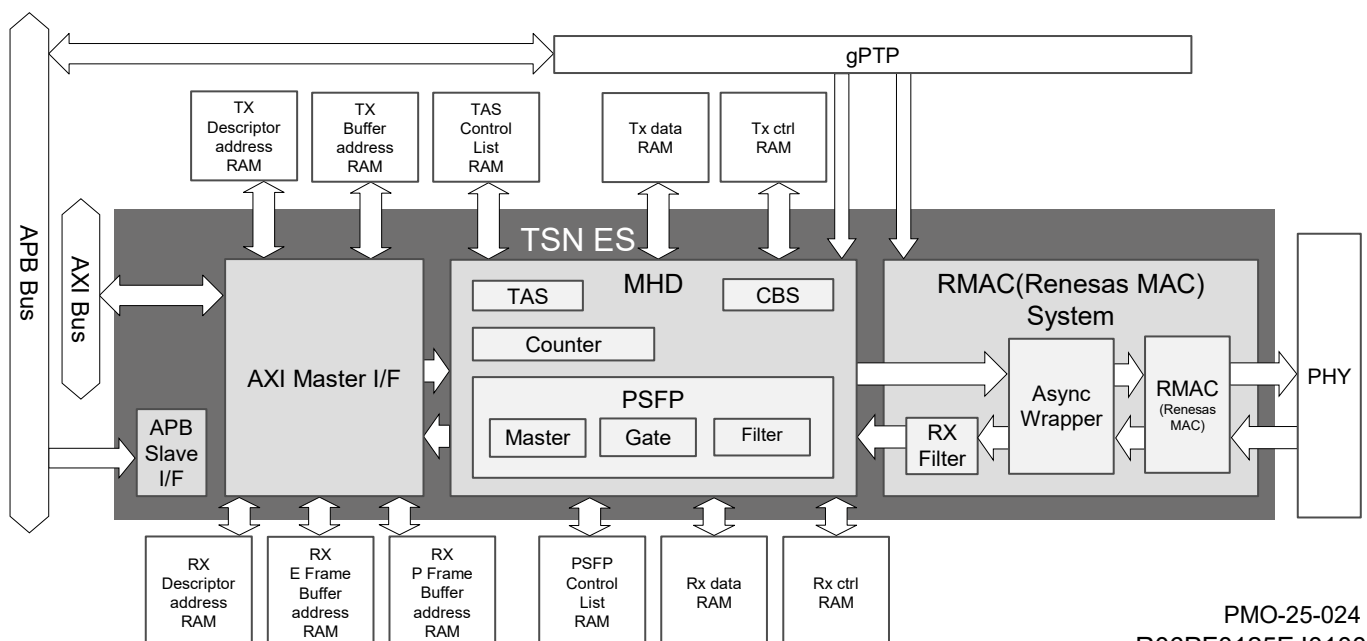 gPTP
TX
Descriptor
address
RAM
TX
Buffer
address
RAM
TAS
Control
List
RAM
Tx data
RAM
Tx ctrl
RAM
APB Bus
AXI Bus
TSN ES
AXI Master I/F
APB
Slave
I/F
MHD
TAS
CBS
Counter
PSFP
Master
Gate
Filter
RMAC(Renesas MAC)
System
Async
Wrapper
RMAC
(Renesas
MAC)
RX
Filter
PHY
RX
Descriptor
address
RAM
RX
E Frame
Buffer
address
RAM
RX
P Frame
Buffer
address
RAM
PSFP
Control
List
RAM
Rx data
RAM
Rx ctrl
RAM
PMO-25-024